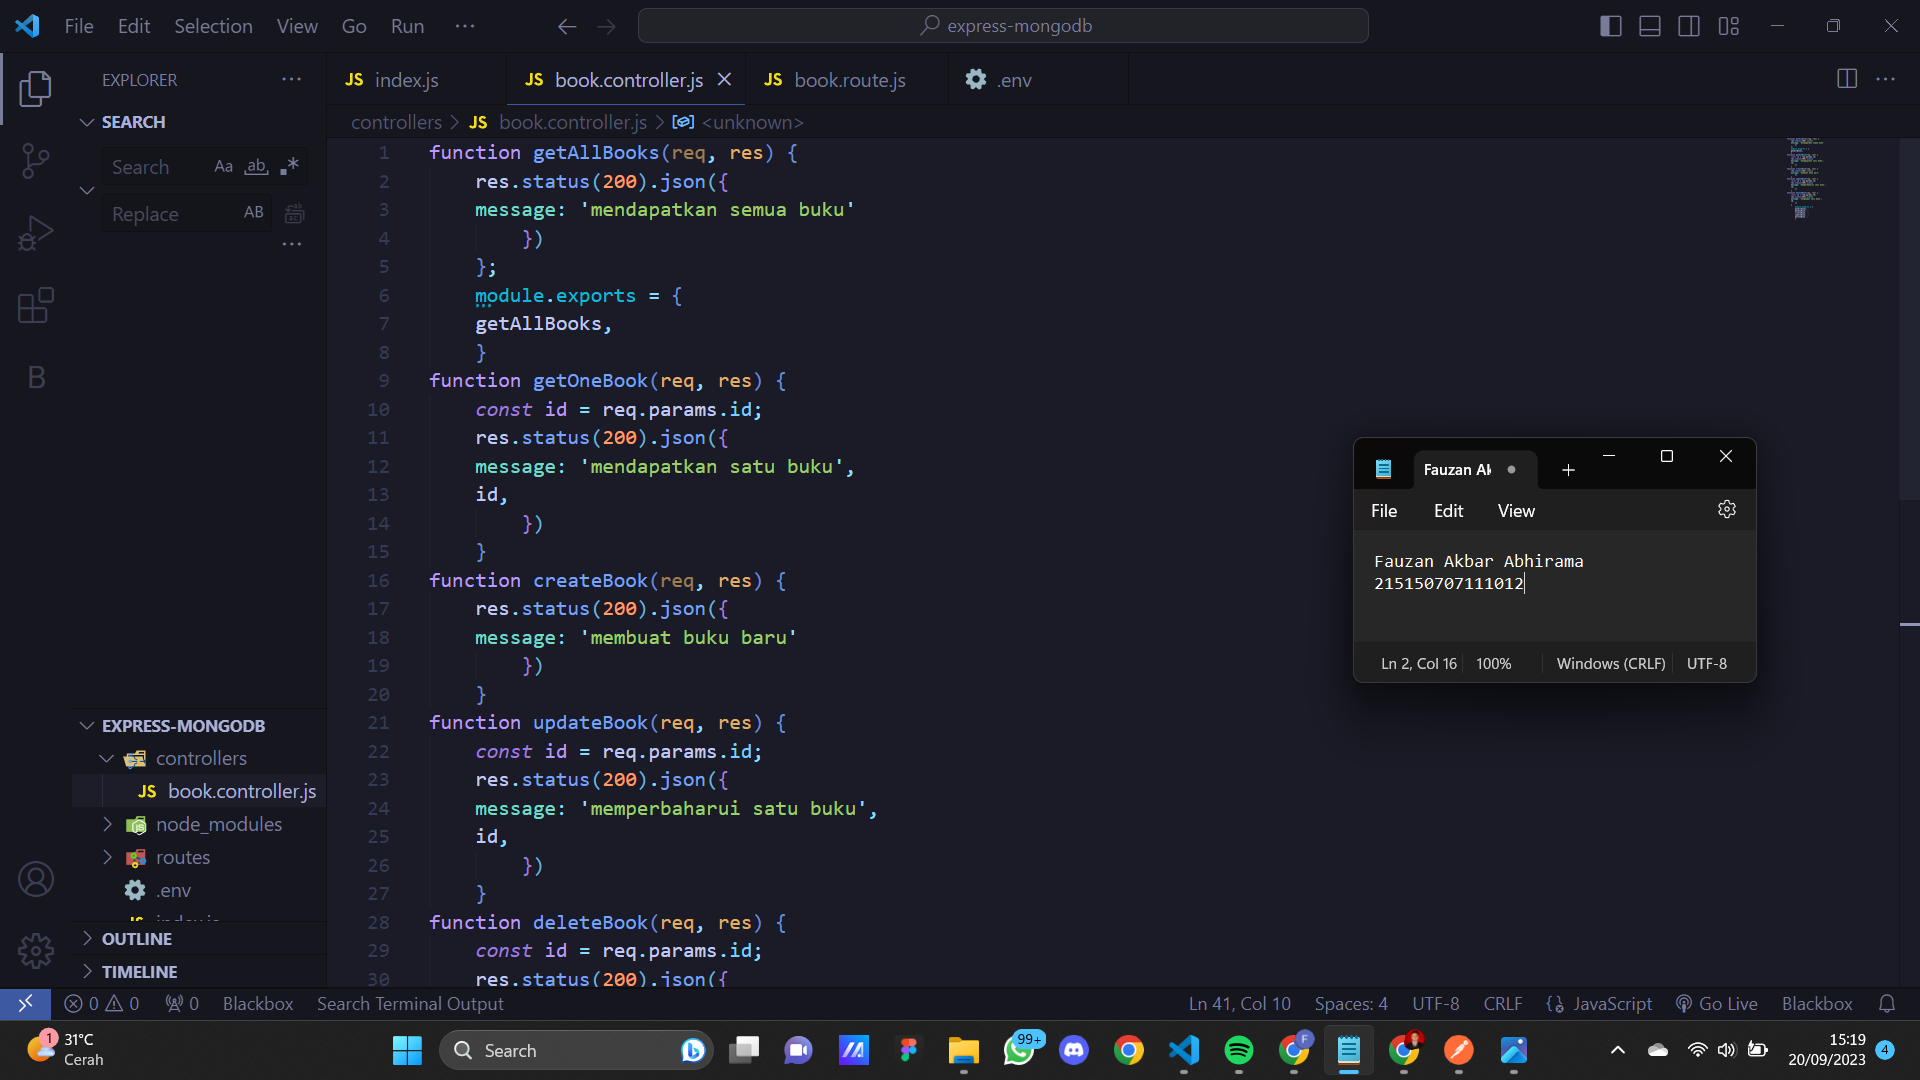 File Edit Selection View Go Run ···
express-mongodb
EXPLORER
SEARCH
Search Aa ab .*
Replace AB
B
EXPRESS-MONGODB
controllers
JS book.controller.js
node_modules
routes
.env
JS index.js
OUTLINE
TIMELINE
JS index.js JS book.controller.js JS book.route.js .env
controllers > JS book.controller.js > <unknown>
1 function getAllBooks(req, res) {
2 res.status(200).json({
3 message: 'mendapatkan semua buku'
4 })
5 };
6 module.exports = {
7 getAllBooks,
8 }
9 function getOneBook(req, res) {
10 const id = req.params.id;
11 res.status(200).json({
12 message: 'mendapatkan satu buku',
13 id,
14 })
15 }
16 function createBook(req, res) {
17 res.status(200).json({
18 message: 'membuat buku baru'
19 })
20 }
21 function updateBook(req, res) {
22 const id = req.params.id;
23 res.status(200).json({
24 message: 'memperbaharui satu buku',
25 id,
26 })
27 }
28 function deleteBook(req, res) {
29 const id = req.params.id;
30 res.status(200).json({
Fauzan Ak
File Edit View
Fauzan Akbar Abhirama
215150707111012
Ln 2, Col 16 100% Windows (CRLF) UTF-8
0 0 0 Blackbox Search Terminal Output Ln 41, Col 10 Spaces: 4 UTF-8 CRLF {} JavaScript Go Live Blackbox
1 31°C
Cerah
Search
99+
F
15:19
20/09/2023
4